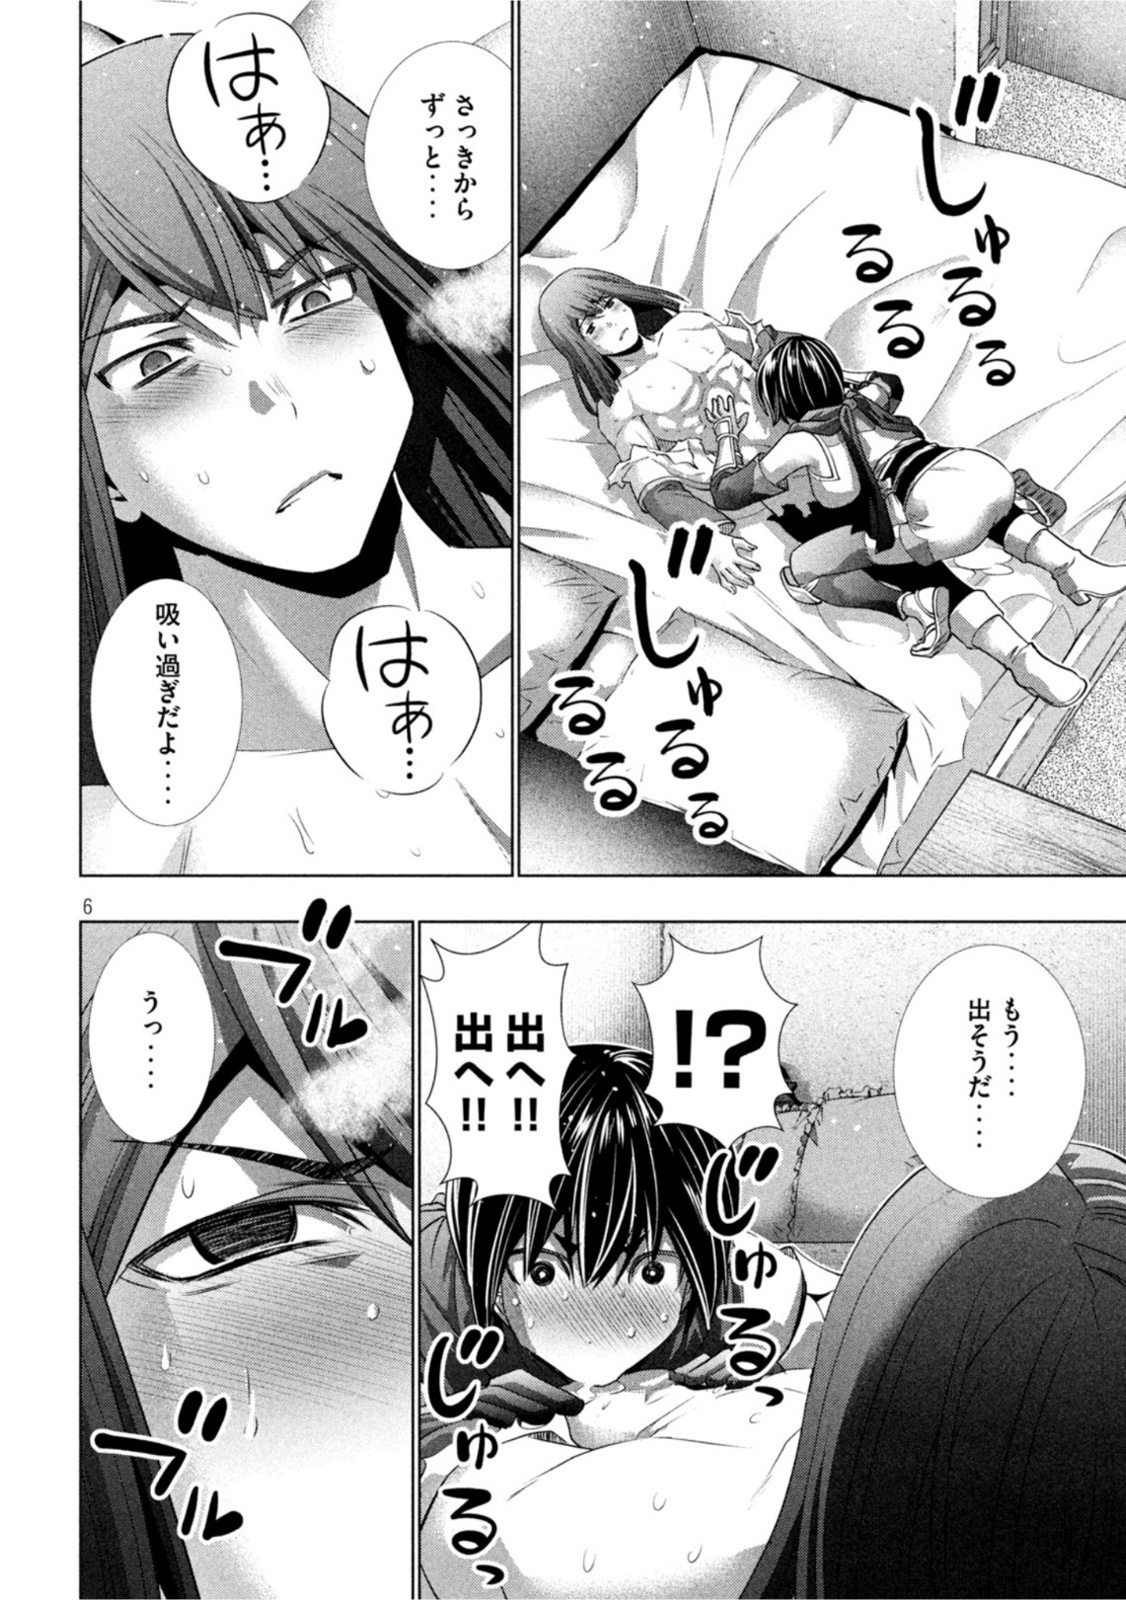 じゅるるる
るる
じゅるるる
るる
さっきから
ずっと‥‥
はぁ…
はぁ…
吸い過ぎだよ‥‥
6
もう‥‥
出そうだ‥‥
!?
出へ!!
出へ!!
じゅるるっ
じゅるるっ
うっ‥‥
ブルッ
ブルッ